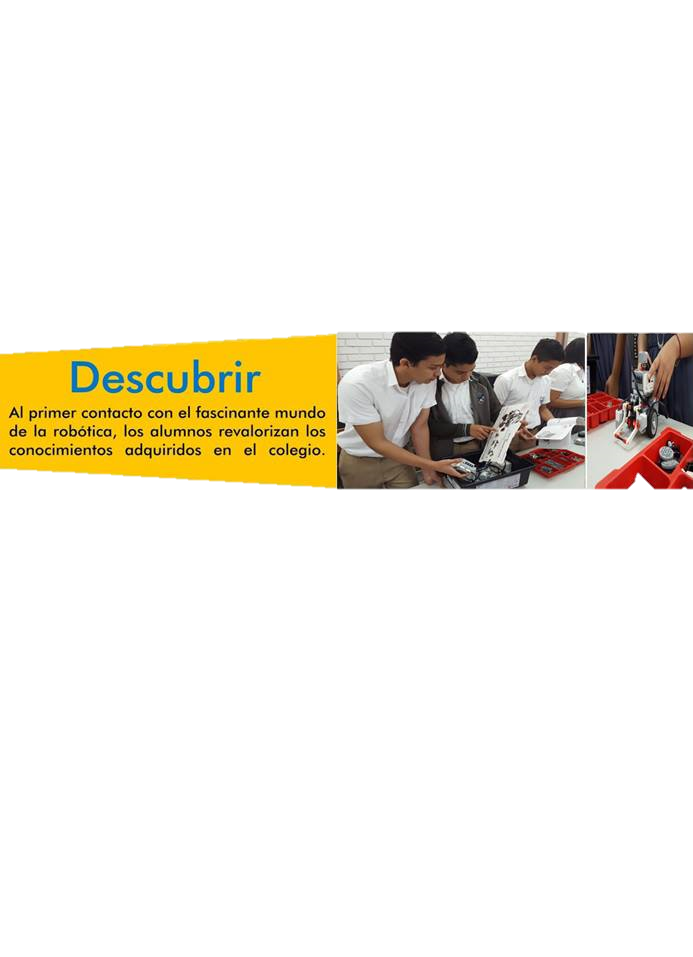 Descubrir
Al primer contacto con el fascinante mundo
de la robótica, los alumnos revalorizan los
conocimientos adquiridos en el colegio.